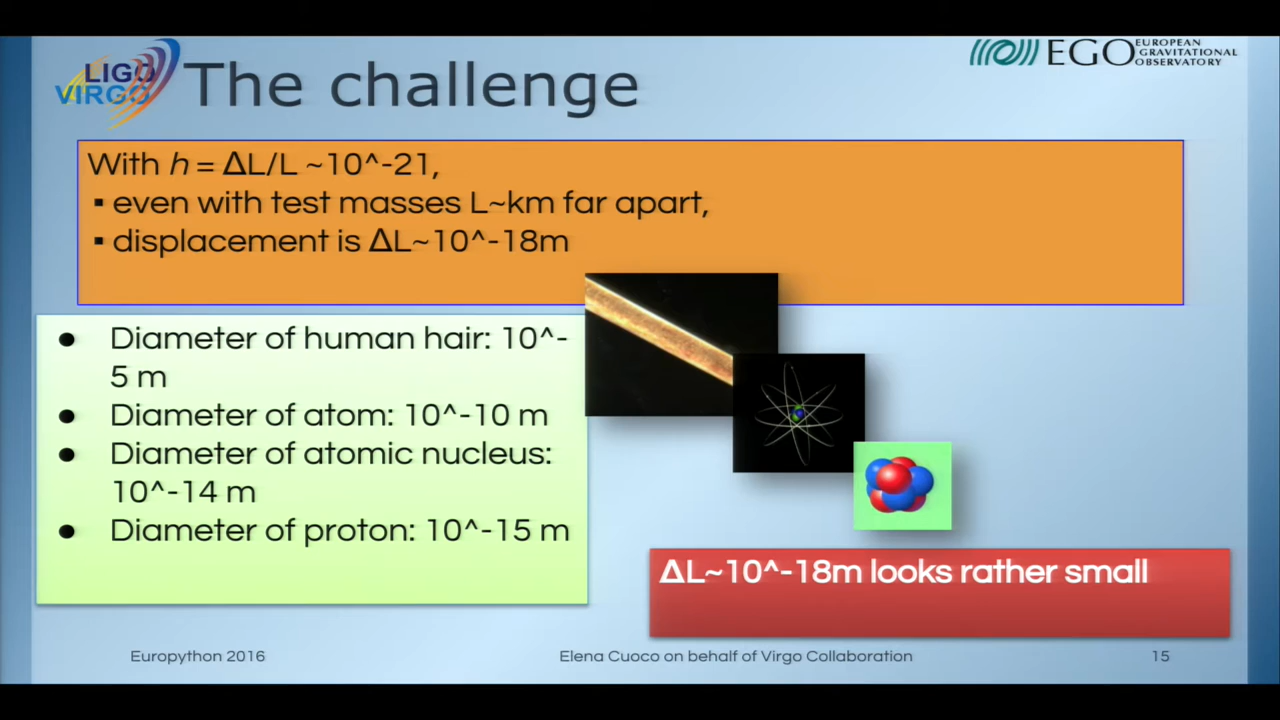 LIGO
VIRGO
The challenge
EGO
EUROPEAN
GRAVITATIONAL
OBSERVATORY
With h = ΔL/L ~10^-21,
▪ even with test masses L~km far apart,
▪ displacement is ΔL~10^-18m
● Diameter of human hair: 10^-
5 m
● Diameter of atom: 10^-10 m
● Diameter of atomic nucleus:
10^-14 m
● Diameter of proton: 10^-15 m
ΔL~10^-18m looks rather small
Europython 2016
Elena Cuoco on behalf of Virgo Collaboration
15